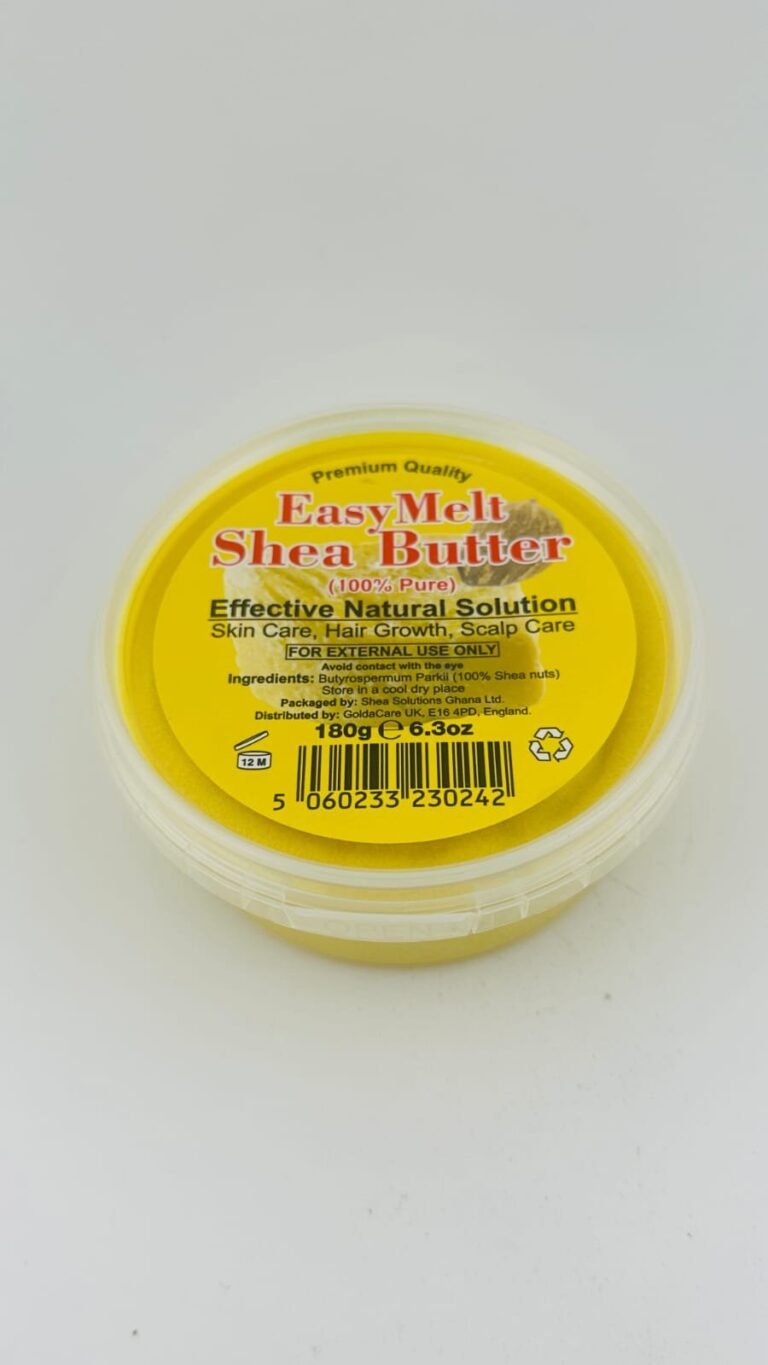 Premium Quality
EasyMelt
Shea Butter
(100% Pure)
Effective Natural Solution
Skin Care, Hair Growth, Scalp Care
FOR EXTERNAL USE ONLY
Avoid contact with the eye
Ingredients: Butyrospermum Parkii (100% Shea nuts)
Store in a cool dry place
Packaged by: Shea Solutions Ghana Ltd.
Distributed by: GoldaCare UK, E16 4PD, England.
180g e 6.3oz
12 M
5 060233 230242
OPEN